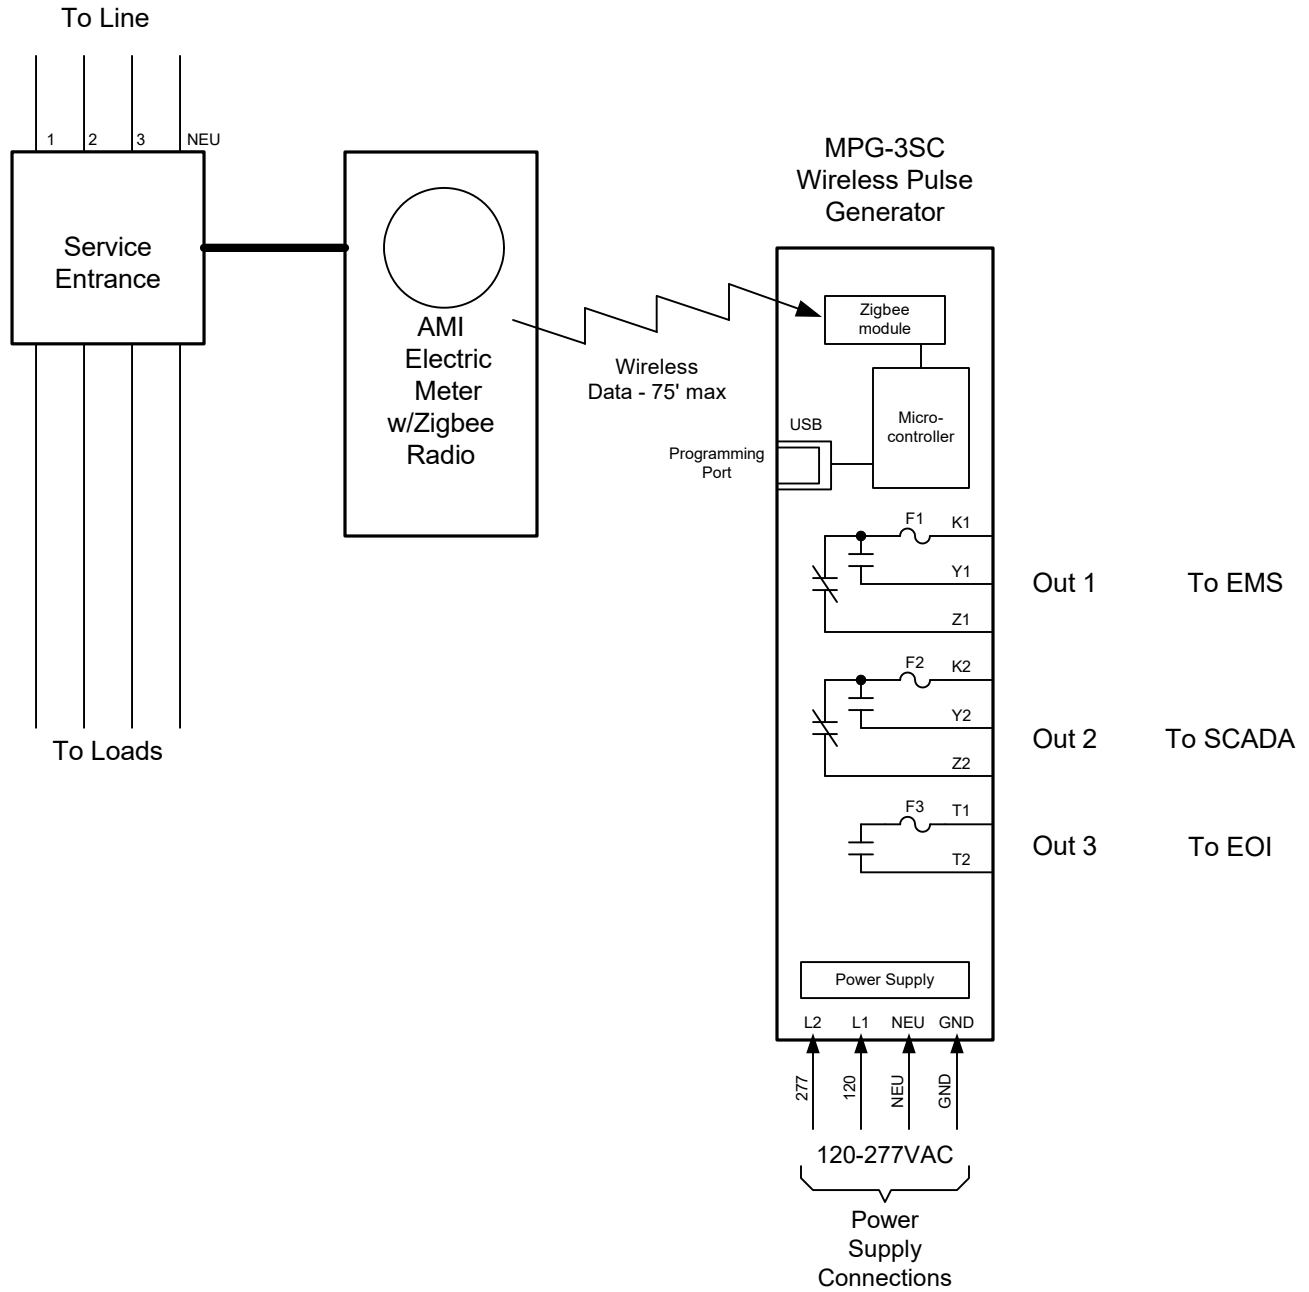 To Line
1
2
3
NEU
Service
Entrance
To Loads
AMI
Electric
Meter
w/Zigbee
Radio
Wireless
Data - 75' max
MPG-3SC
Wireless Pulse
Generator
Zigbee
module
Micro-
controller
USB
Programming
Port
F1
K1
Y1
Z1
Out 1
To EMS
F2
K2
Y2
Z2
Out 2
To SCADA
F3
T1
T2
Out 3
To EOI
Power Supply
L2
L1
NEU
GND
277
120
NEU
GND
120-277VAC
Power
Supply
Connections